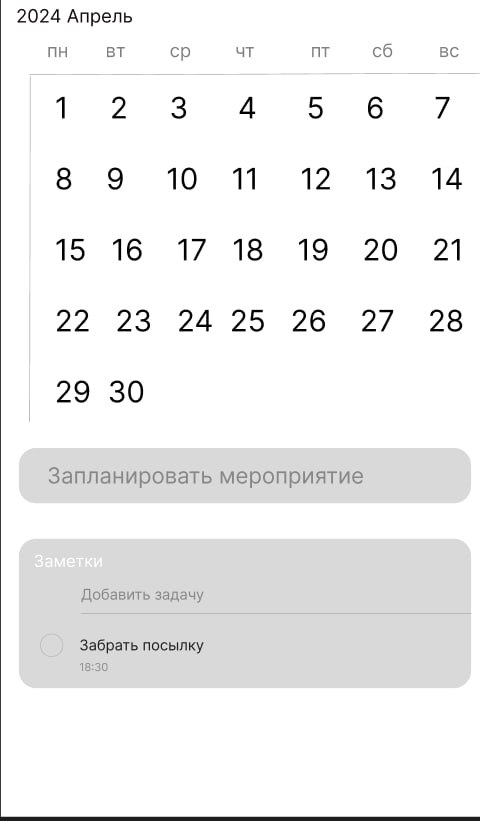 2024 Апрель
пн вт ср чт пт сб вс
1 2 3 4 5 6 7
8 9 10 11 12 13 14
15 16 17 18 19 20 21
22 23 24 25 26 27 28
29 30
Запланировать мероприятие
Заметки
Добавить задачу
Забрать посылку
18:30